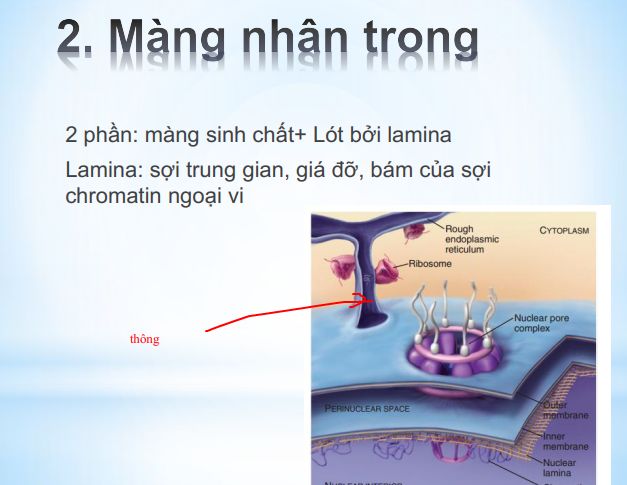 2. Màng nhân trong
2 phần: màng sinh chất+ Lót bởi lamina
Lamina: sợi trung gian, giá đỡ, bám của sợi
chromatin ngoại vi
Rough
endoplasmic
reticulum
CYTOPLASM
Ribosome
Nuclear pore
complex
thông
PERINUCLEAR SPACE
Outer
membrane
Inner
membrane
Nuclear
lamina